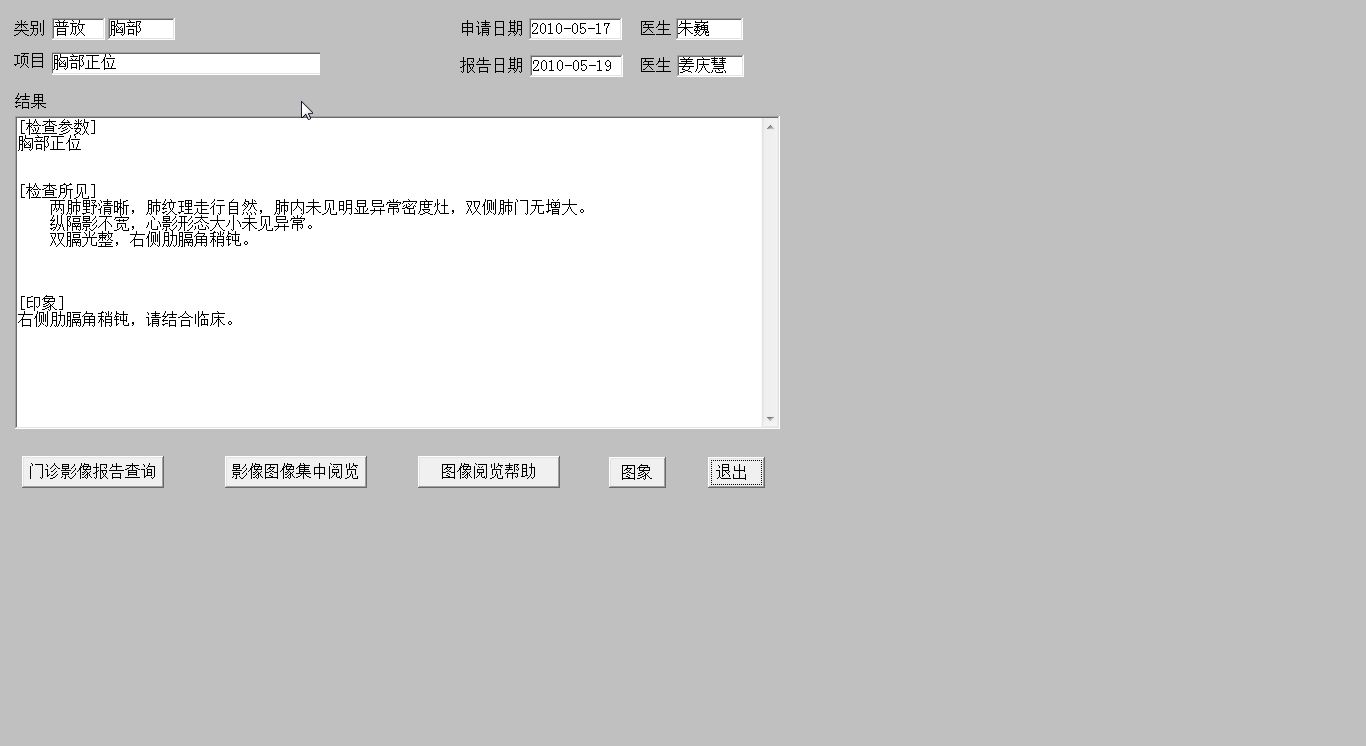 类别 普放 胸部 申请日期 2010-05-17 医生 朱巍
项目 胸部正位 报告日期 2010-05-19 医生 姜庆慧
结果
[检查参数]
胸部正位
[检查所见]
两肺野清晰，肺纹理走行自然，肺内未见明显异常密度灶，双侧肺门无增大。
纵隔影不宽，心影形态大小未见异常。
双膈光整，右侧肋膈角稍钝。
[印象]
右侧肋膈角稍钝，请结合临床。
门诊影像报告查询 影像图像集中阅览 图像阅览帮助 图象 退出